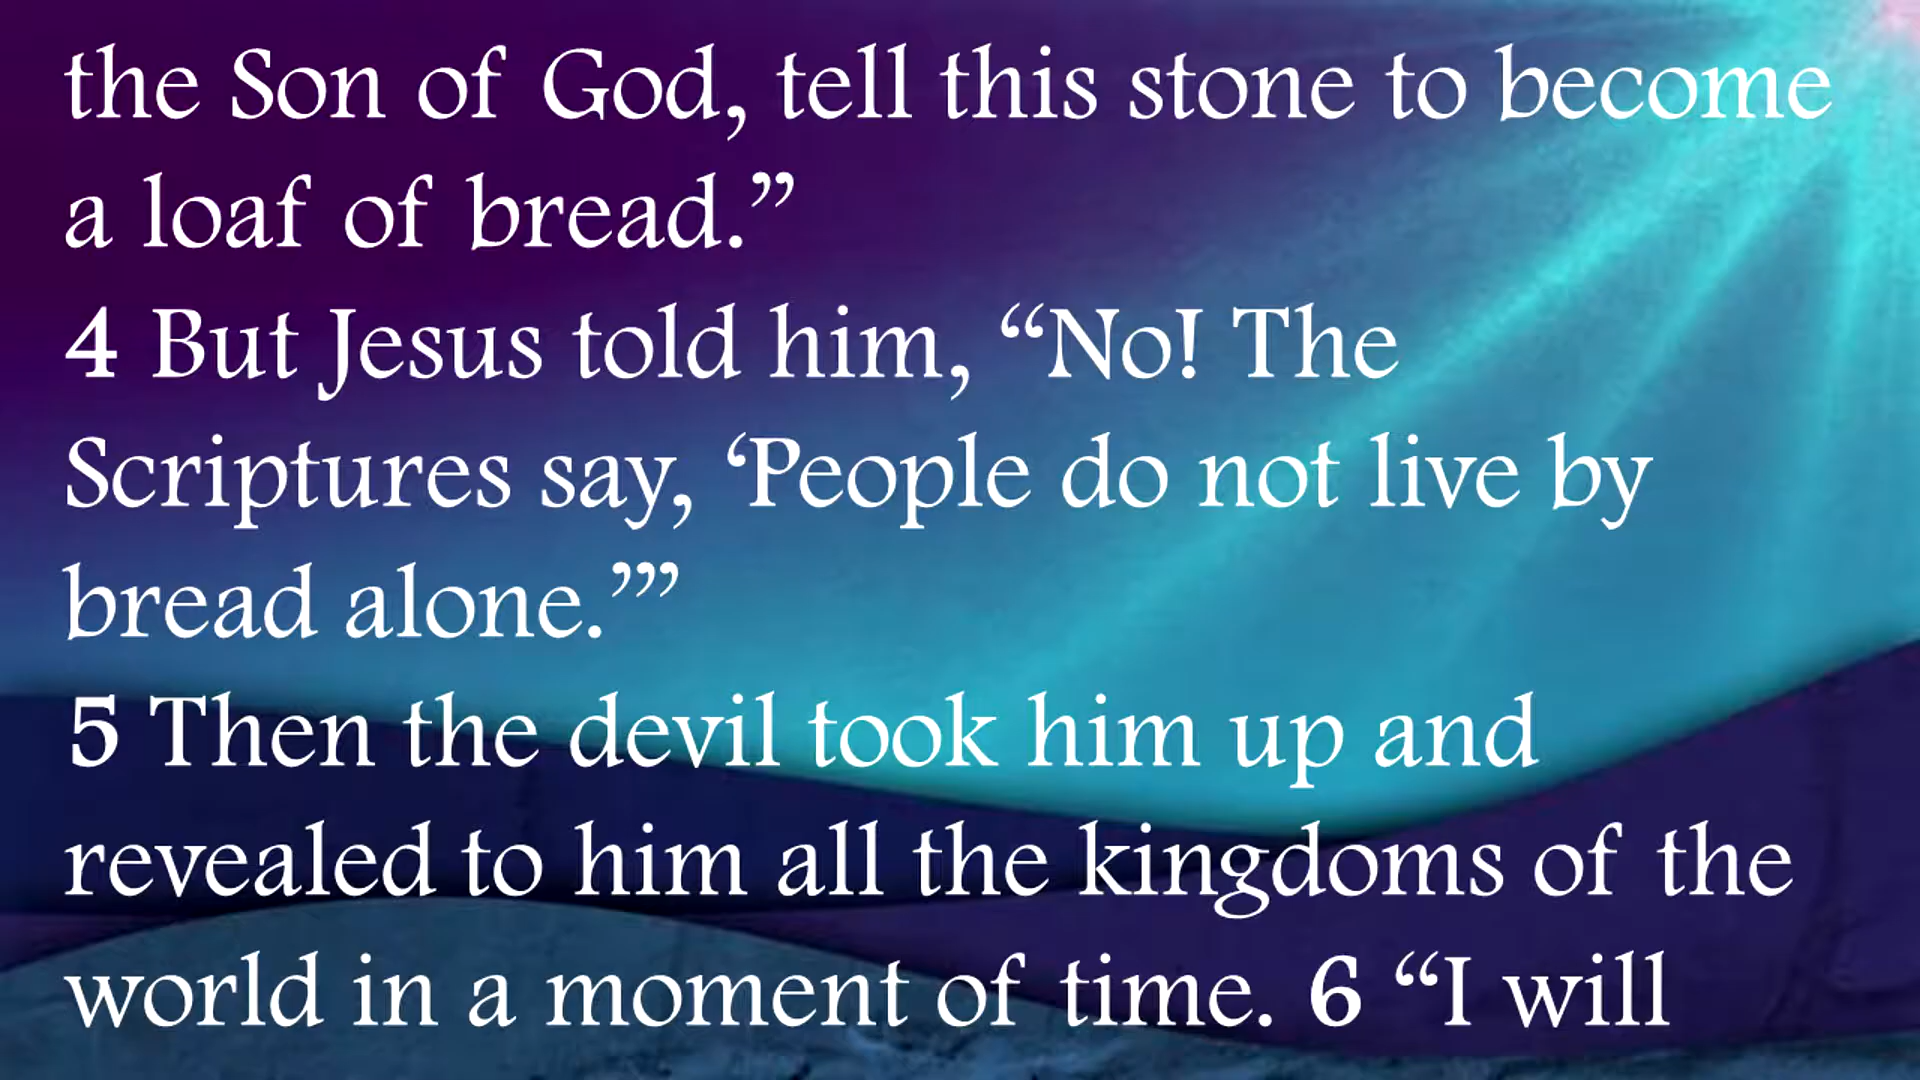 the Son of God, tell this stone to become
a loaf of bread.”
4 But Jesus told him, “No! The
Scriptures say, ‘People do not live by
bread alone.’”
5 Then the devil took him up and
revealed to him all the kingdoms of the
world in a moment of time. 6 “I will